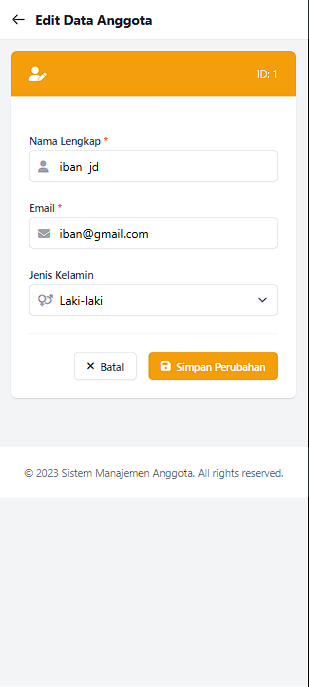 Edit Data Anggota
ID: 1
Nama Lengkap *
iban jd
Email *
iban@gmail.com
Jenis Kelamin
Laki-laki
Batal
Simpan Perubahan
© 2023 Sistem Manajemen Anggota. All rights reserved.